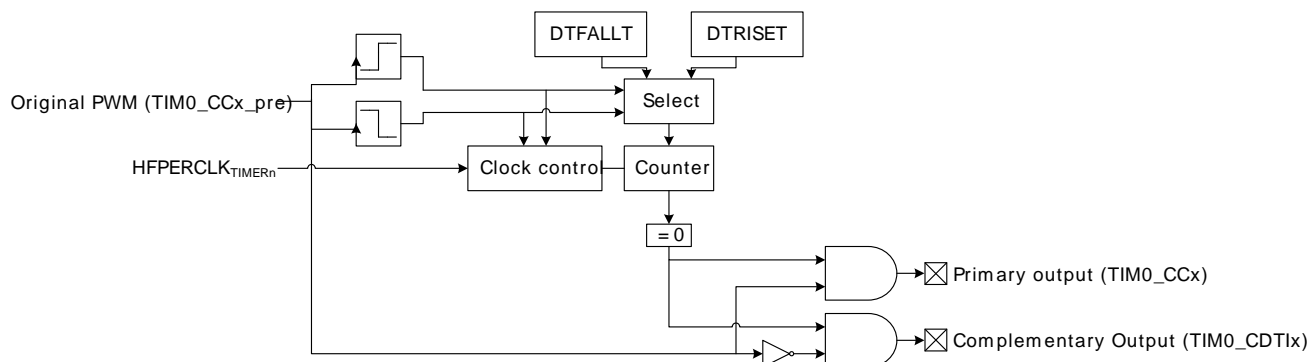 DTFALLT
DTRISET
Original PWM (TIM0_CCx_pre)
Select
HFPERCLKTIMERn
Clock control
Counter
= 0
Primary output (TIM0_CCx)
Complementary Output (TIM0_CDTIx)